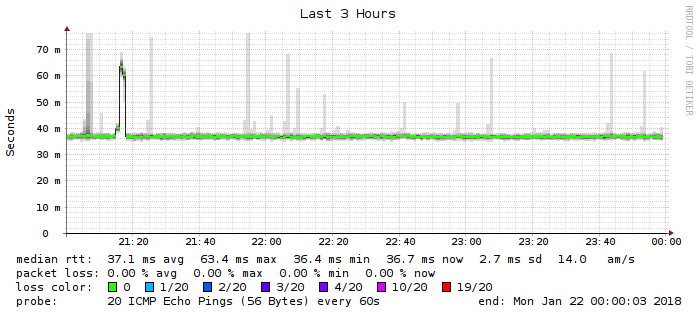 Last 3 Hours
RRDTOOL / TOBI OETIKER
Seconds
70 m
60 m
50 m
40 m
30 m
20 m
10 m
0
21:20 21:40 22:00 22:20 22:40 23:00 23:20 23:40 00:00
median rtt: 37.1 ms avg 63.4 ms max 36.4 ms min 36.7 ms now 2.7 ms sd 14.0 am/s
packet loss: 0.00 % avg 0.00 % max 0.00 % min 0.00 % now
loss color: 0 1/20 2/20 3/20 4/20 10/20 19/20
probe: 20 ICMP Echo Pings (56 Bytes) every 60s end: Mon Jan 22 00:00:03 2018